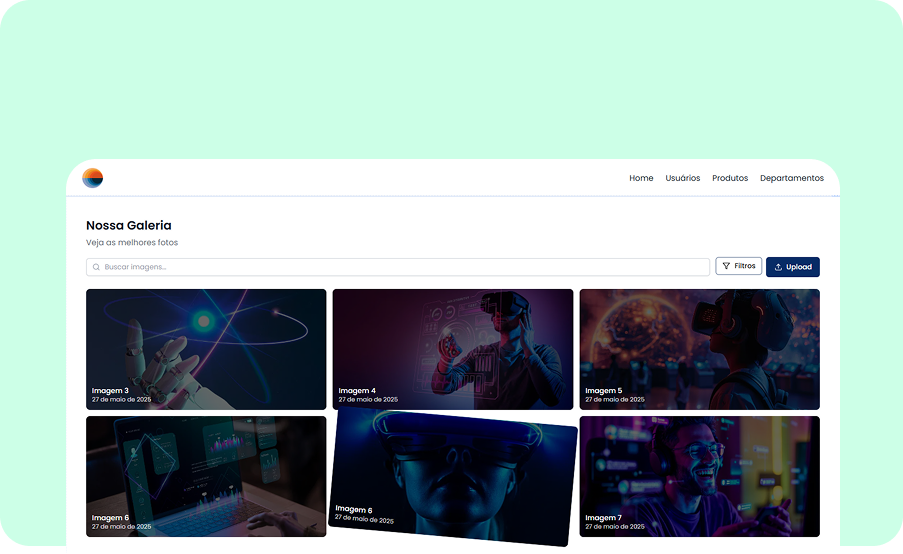 Home Usuários Produtos Departamentos
Nossa Galeria
Veja as melhores fotos
Buscar imagens...
Filtros
Upload
Imagem 3
27 de maio de 2025
Imagem 4
27 de maio de 2025
Imagem 5
27 de maio de 2025
Imagem 6
27 de maio de 2025
Imagem 6
27 de maio de 2025
Imagem 7
27 de maio de 2025